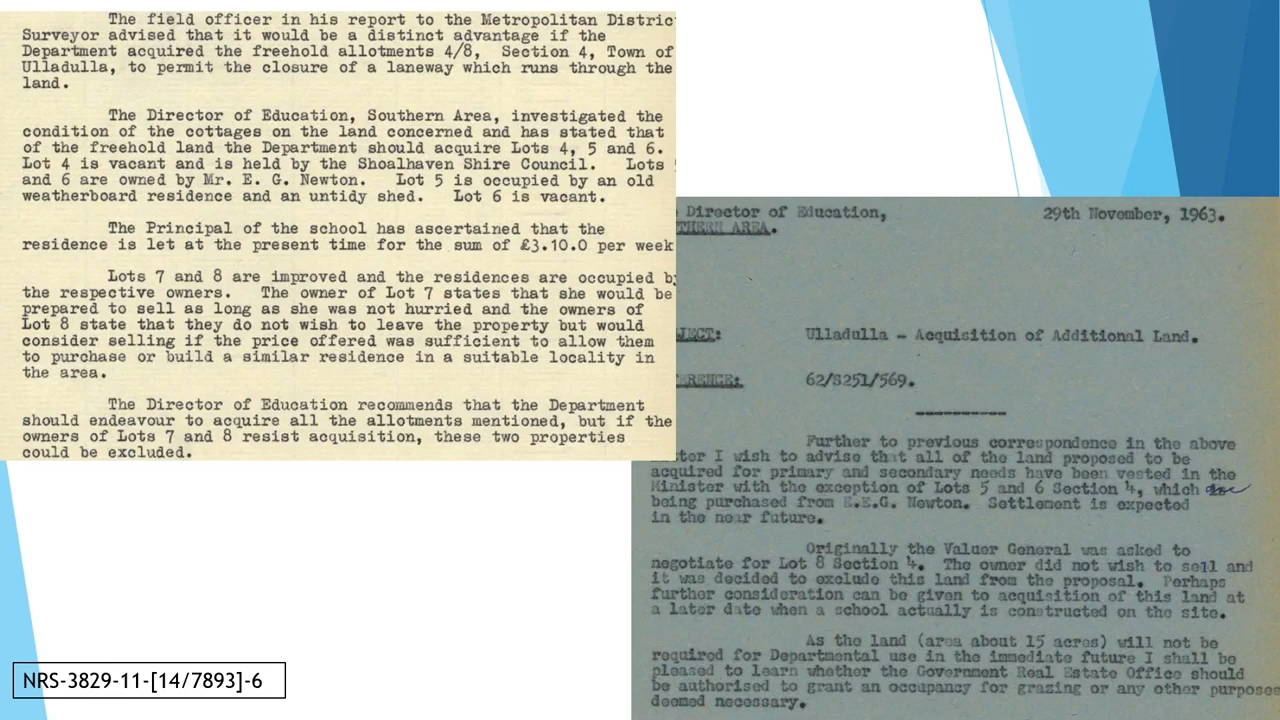 The field officer in his report to the Metropolitan Distric
Surveyor advised that it would be a distinct advantage if the
Department acquired the freehold allotments 4/8, Section 4, Town of
Ulladulla, to permit the closure of a laneway which runs through the
land.
The Director of Education, Southern Area, investigated the
condition of the cottages on the land concerned and has stated that
of the freehold land the Department should acquire Lots 4, 5 and 6.
Lot 4 is vacant and is held by the Shoalhaven Shire Council. Lots
and 6 are owned by Mr. E. G. Newton. Lot 5 is occupied by an old
weatherboard residence and an untidy shed. Lot 6 is vacant.
The Principal of the school has ascertained that the
residence is let at the present time for the sum of £3.10.0 per week
Lots 7 and 8 are improved and the residences are occupied by
the respective owners. The owner of Lot 7 states that she would be
prepared to sell as long as she was not hurried and the owners of
Lot 8 state that they do not wish to leave the property but would
consider selling if the price offered was sufficient to allow them
to purchase or build a similar residence in a suitable locality in
the area.
The Director of Education recommends that the Department
should endeavour to acquire all the allotments mentioned, but if the
owners of Lots 7 and 8 resist acquisition, these two properties
could be excluded.
Director of Education, 29th November, 1963.
THERN AREA.
JECT: Ulladulla - Acquisition of Additional Land.
ERENCE: 62/S251/569.
Further to previous correspondence in the above
tter I wish to advise that all of the land proposed to be
acquired for primary and secondary needs have been vested in the
Minister with the exception of Lots 5 and 6 Section 4, which are
being purchased from E.E.G. Newton. Settlement is expected
in the near future.
Originally the Valuer General was asked to
negotiate for Lot 8 Section 4. The owner did not wish to sell and
it was decided to exclude this land from the proposal. Perhaps
further consideration can be given to acquisition of this land at
a later date when a school actually is constructed on the site.
As the land (area about 15 acres) will not be
required for Departmental use in the immediate future I shall be
pleased to learn whether the Government Real Estate Office should
be authorised to grant an occupancy for grazing or any other purposes
deemed necessary.
NRS-3829-11-[14/7893]-6